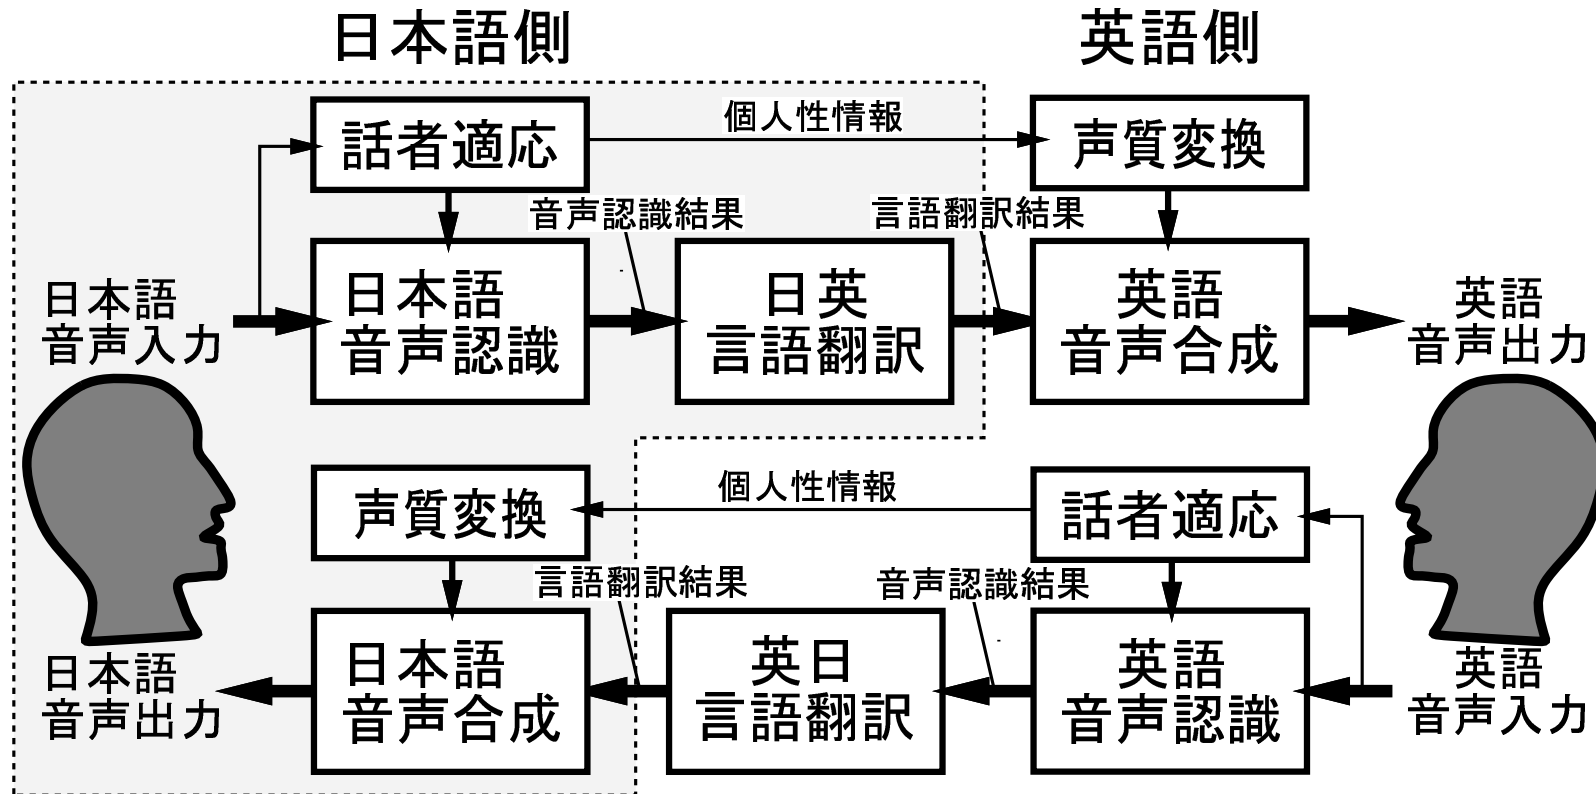 日本語側
英語側
話者適応
個人性情報
声質変換
音声認識結果
言語翻訳結果
日本語
音声入力
日本語
音声認識
日英
言語翻訳
英語
音声合成
英語
音声出力
声質変換
個人性情報
話者適応
言語翻訳結果
音声認識結果
日本語
音声出力
日本語
音声合成
英日
言語翻訳
英語
音声認識
英語
音声入力